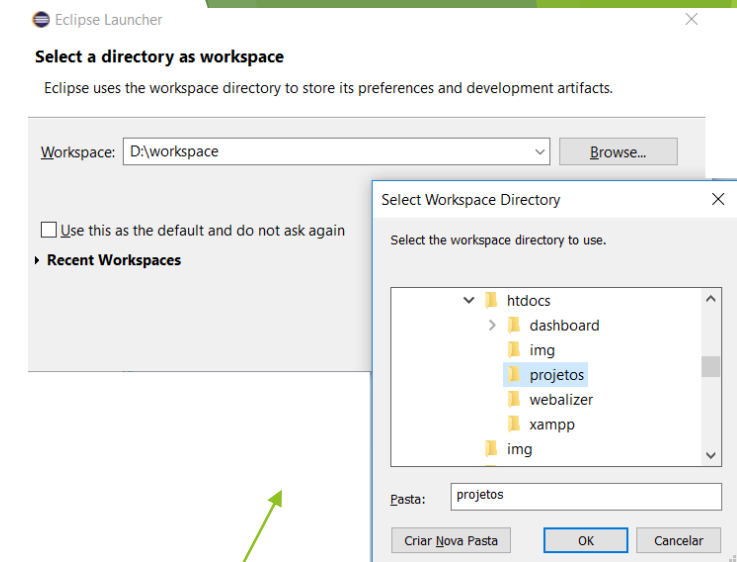 Eclipse Launcher
Select a directory as workspace
Eclipse uses the workspace directory to store its preferences and development artifacts.
Workspace: D:\workspace Browse...
Use this as the default and do not ask again
Recent Workspaces
Select Workspace Directory
Select the workspace directory to use.
htdocs
dashboard
img
projetos
webalizer
xampp
img
Pasta: projetos
Criar Nova Pasta OK Cancelar